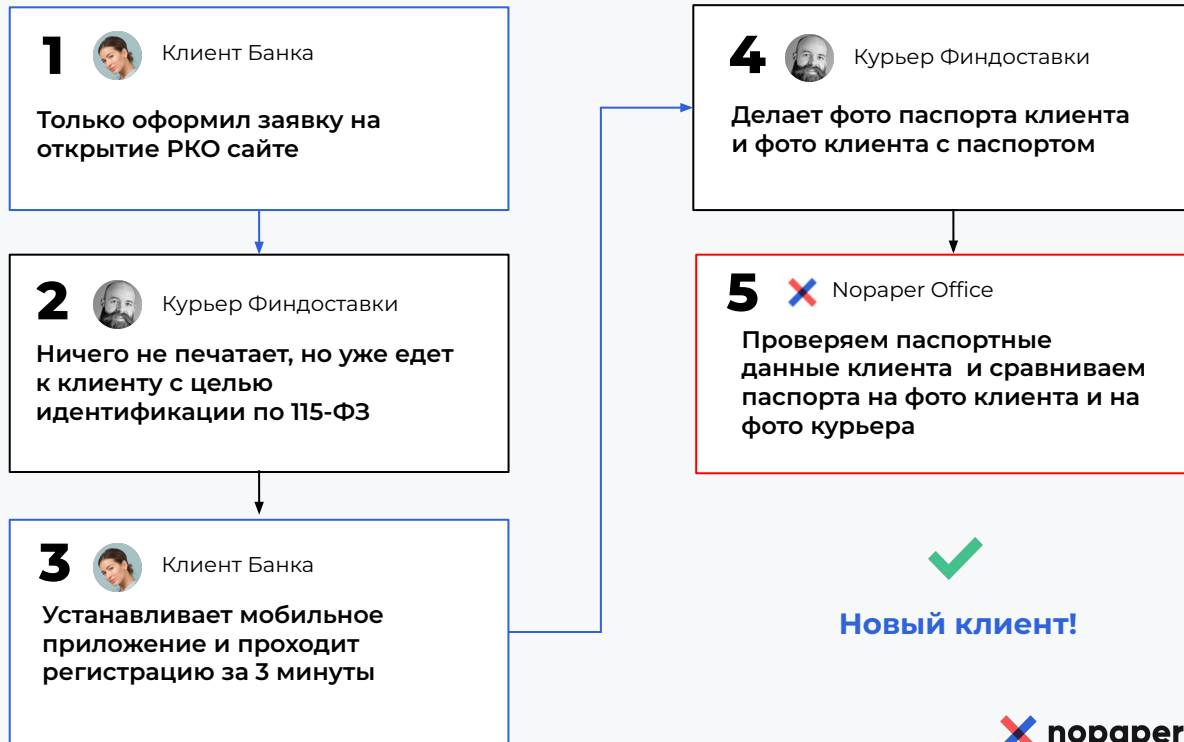 1
Клиент Банка
Только оформил заявку на
открытие РКО сайте
2
Курьер Финдоставки
Ничего не печатает, но уже едет
к клиенту с целью
идентификации по 115-ФЗ
3
Клиент Банка
Устанавливает мобильное
приложение и проходит
регистрацию за 3 минуты
4
Курьер Финдоставки
Делает фото паспорта клиента
и фото клиента с паспортом
5
Nopaper Office
Проверяем паспортные
данные клиента и сравниваем
паспорта на фото клиента и на
фото курьера
Новый клиент!
nopaper